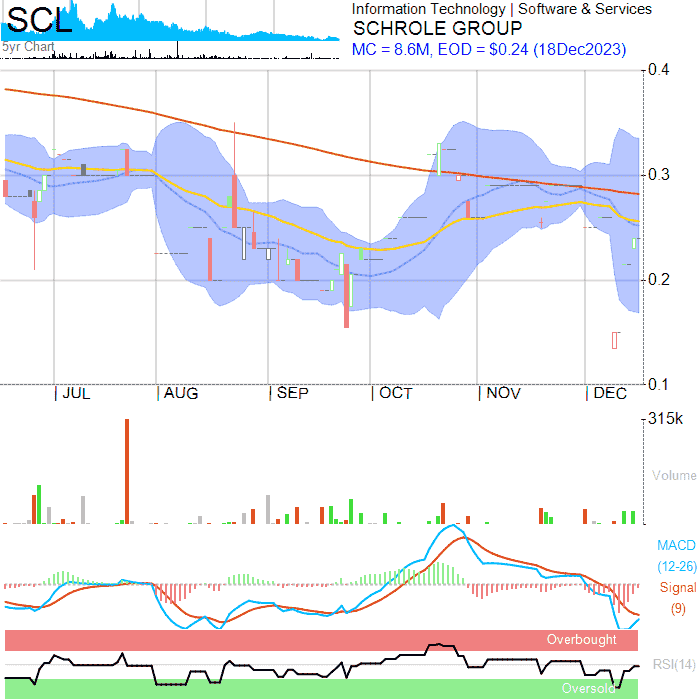 SCL
Information Technology | Software & Services
SCHROLE GROUP
5yr Chart
MC = 8.6M, EOD = $0.24 (18Dec2023)
0.4
0.3
0.2
0.1
JUL
AUG
SEP
OCT
NOV
DEC
315k
Volume
MACD
(12-26)
Signal
(9)
Overbought
RSI(14)
Oversold